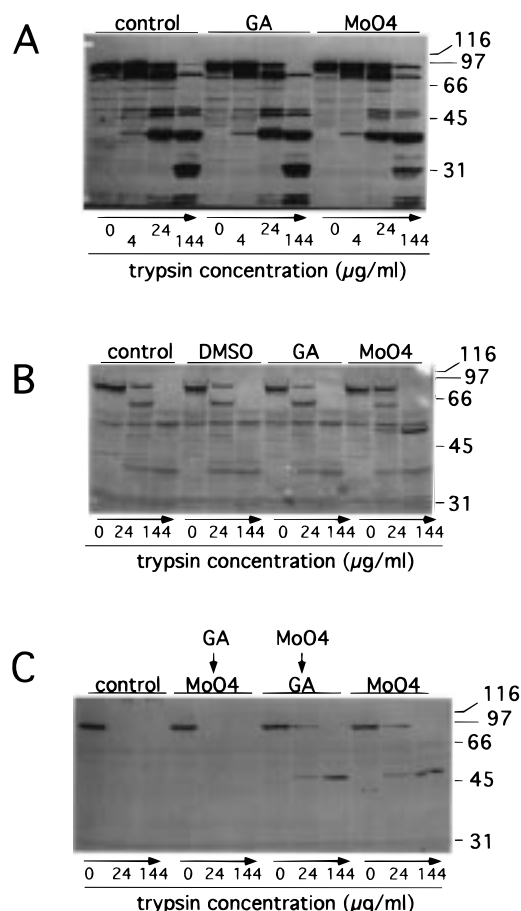 A
control GA MoO4
116
97
66
45
31
0 4 24 144 0 4 24 144 0 4 24 144
trypsin concentration (µg/ml)
B
control DMSO GA MoO4
116
97
66
45
31
0 24 144 0 24 144 0 24 144 0 24 144
trypsin concentration (µg/ml)
C
GA MoO4
control MoO4 GA MoO4
116
97
66
45
31
0 24 144 0 24 144 0 24 144 0 24 144
trypsin concentration (µg/ml)